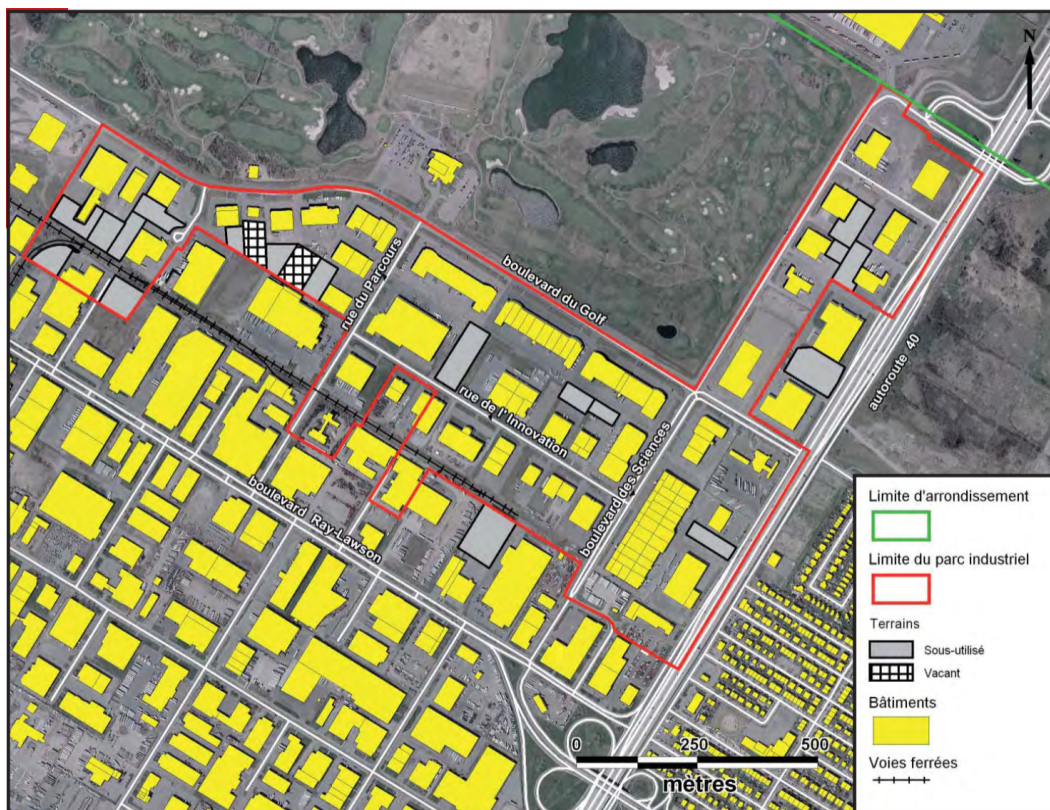 N
boulevard du Golf
rue du Parcours
rue de l' Innovation
boulevard des Sciences
autoroute 40
boulevard Ray-Lawson
0 250 500
mètres
Limite d'arrondissement
Limite du parc industriel
Terrains
Sous-utilisé
Vacant
Bâtiments
Voies ferrées